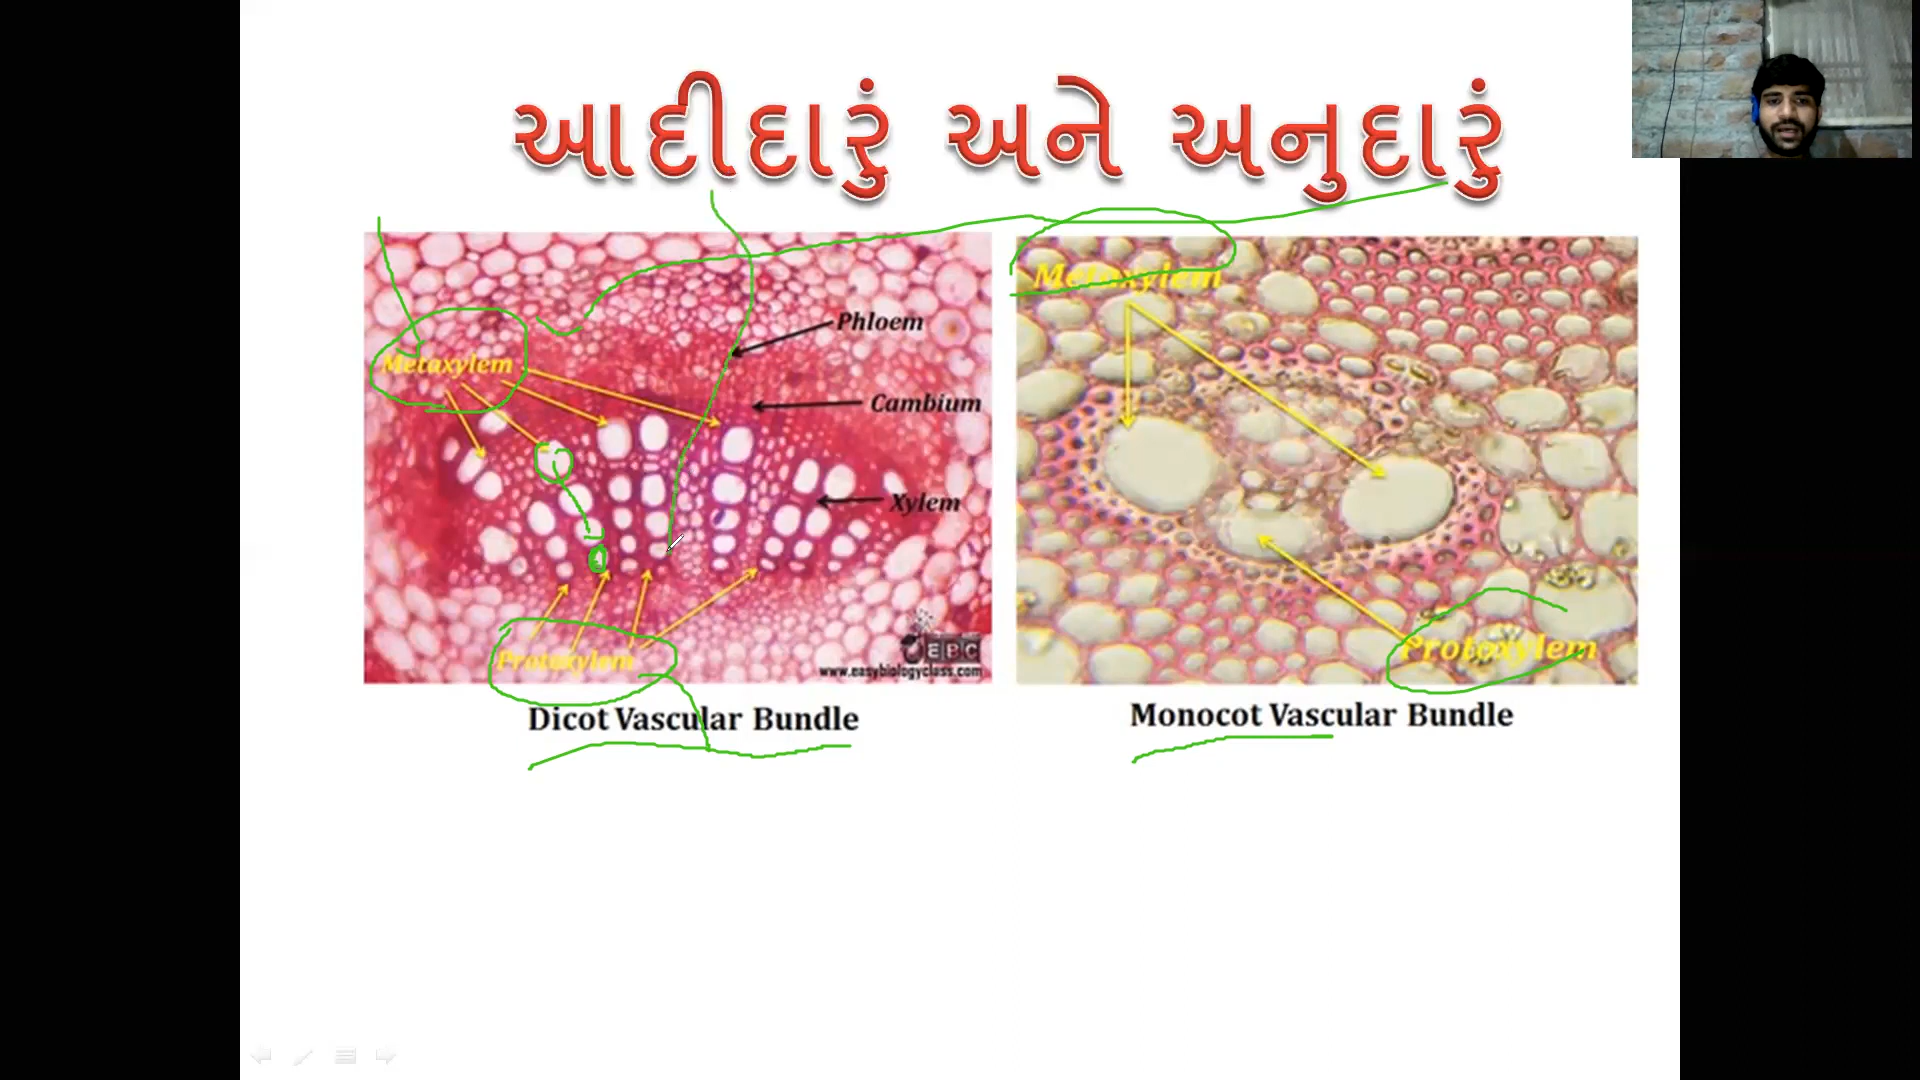 આદીદારું અને અનુદારું
Metaxylem
Phloem
Cambium
Xylem
Protoxylem
EBC
www.easybiologyclass.com
Dicot Vascular Bundle
Metaxylem
Protoxylem
Monocot Vascular Bundle